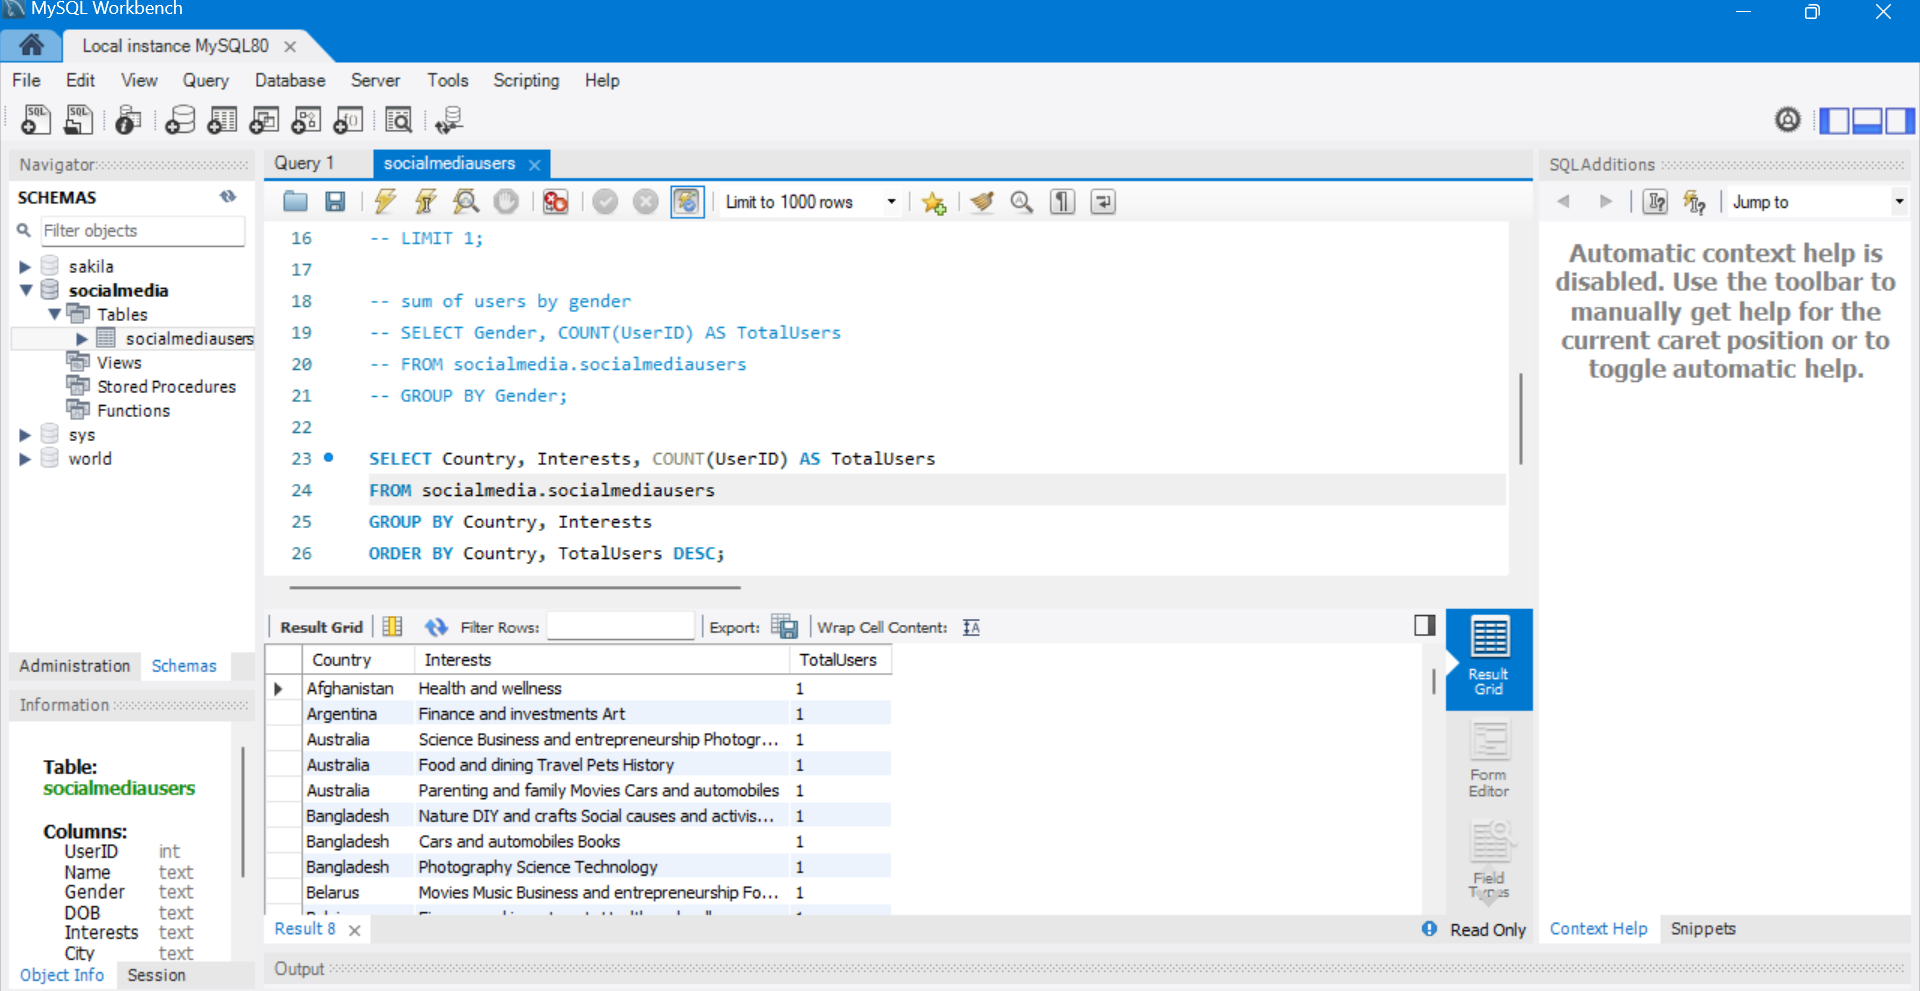 MySQL Workbench
Local instance MySQL80
File Edit View Query Database Server Tools Scripting Help
Navigator
SCHEMAS
Filter objects
sakila
socialmedia
Tables
socialmediausers
Views
Stored Procedures
Functions
sys
world
Administration Schemas
Information
Table:
socialmediausers
Columns:
UserID int
Name text
Gender text
DOB text
Interests text
City text
Object Info Session
Query 1 socialmediausers
Limit to 1000 rows
16 -- LIMIT 1;
17
18 -- sum of users by gender
19 -- SELECT Gender, COUNT(UserID) AS TotalUsers
20 -- FROM socialmedia.socialmediausers
21 -- GROUP BY Gender;
22
23 SELECT Country, Interests, COUNT(UserID) AS TotalUsers
24 FROM socialmedia.socialmediausers
25 GROUP BY Country, Interests
26 ORDER BY Country, TotalUsers DESC;
Result Grid Filter Rows: Export: Wrap Cell Content:
Country Interests TotalUsers
Afghanistan Health and wellness 1
Argentina Finance and investments Art 1
Australia Science Business and entrepreneurship Photogr... 1
Australia Food and dining Travel Pets History 1
Australia Parenting and family Movies Cars and automobiles 1
Bangladesh Nature DIY and crafts Social causes and activis... 1
Bangladesh Cars and automobiles Books 1
Bangladesh Photography Science Technology 1
Belarus Movies Music Business and entrepreneurship Fo... 1
Result 8
Read Only
Output
Result
Grid
Form
Editor
Field
Types
SQLAdditions
Jump to
Automatic context help is
disabled. Use the toolbar to
manually get help for the
current caret position or to
toggle automatic help.
Context Help Snippets